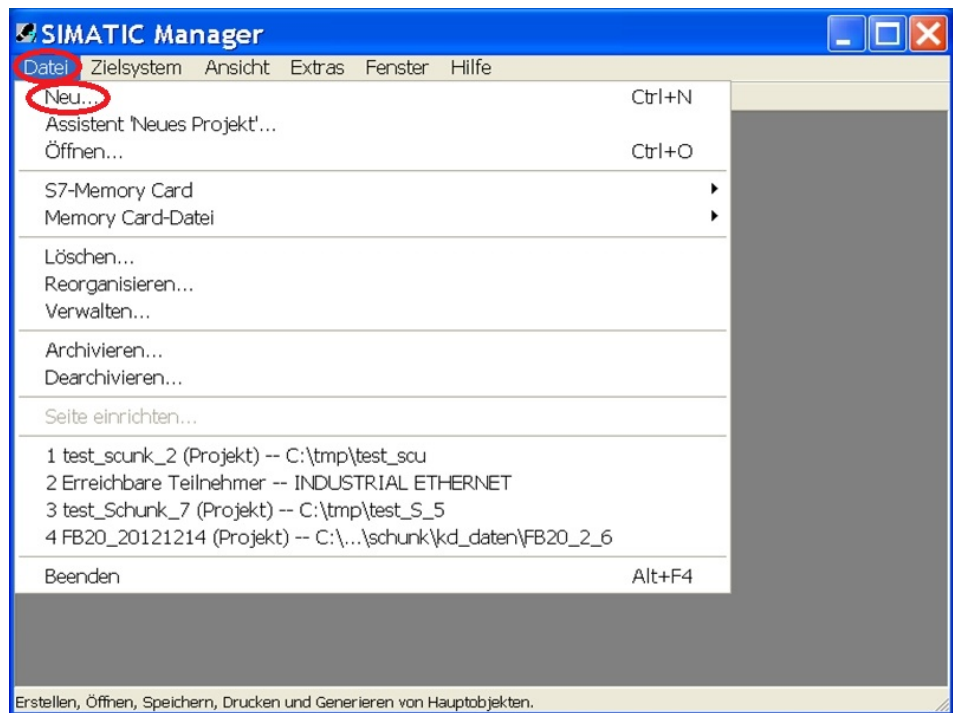 SIMATIC Manager
Datei Zielsystem Ansicht Extras Fenster Hilfe
Neu... Ctrl+N
Assistent 'Neues Projekt'...
Öffnen... Ctrl+O
S7-Memory Card
Memory Card-Datei
Löschen...
Reorganisieren...
Verwalten...
Archivieren...
Dearchivieren...
Seite einrichten...
1 test_scunk_2 (Projekt) -- C:\tmp\test_scu
2 Erreichbare Teilnehmer -- INDUSTRIAL ETHERNET
3 test_Schunk_7 (Projekt) -- C:\tmp\test_S_5
4 FB20_20121214 (Projekt) -- C:\...\schunk\kd_daten\FB20_2_6
Beenden Alt+F4
Erstellen, Öffnen, Speichern, Drucken und Generieren von Hauptobjekten.